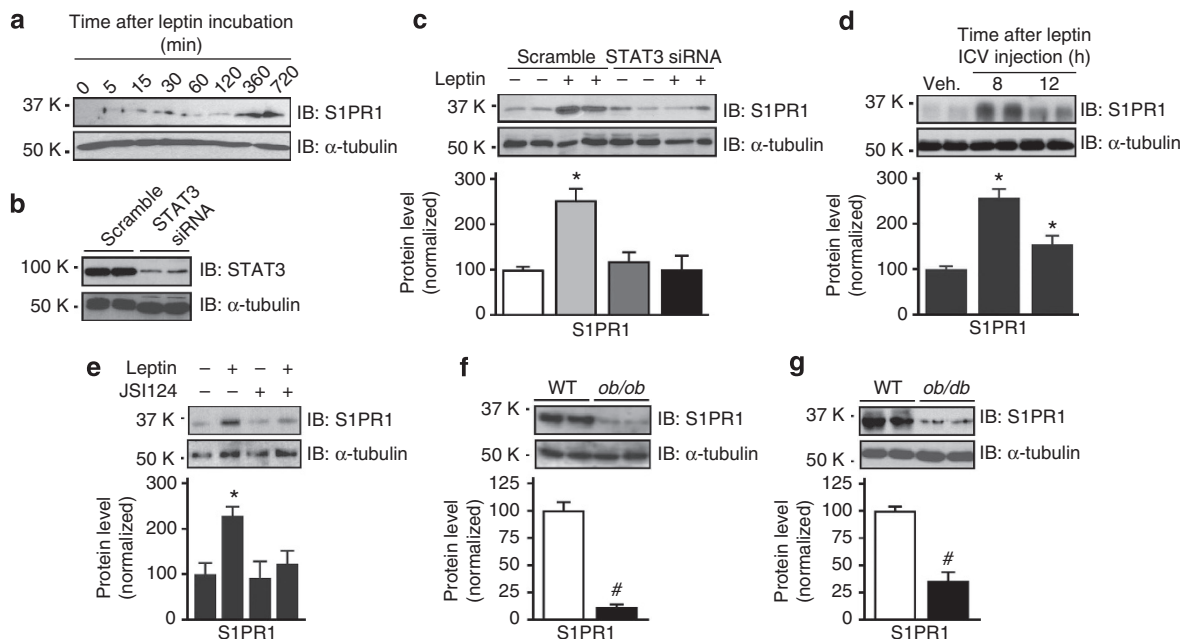 a
Time after leptin incubation
(min)
0 5 15 30 60 120 360 720
37 K
IB: S1PR1
50 K
IB: α-tubulin
b
Scramble
STAT3
siRNA
100 K
IB: STAT3
50 K
IB: α-tubulin
c
Scramble STAT3 siRNA
Leptin – – + + – – + +
37 K
IB: S1PR1
50 K
IB: α-tubulin
Protein level
(normalized)
300
200
100
0
*
S1PR1
d
Time after leptin
ICV injection (h)
Veh. 8 12
37 K
IB: S1PR1
50 K
IB: α-tubulin
Protein level
(normalized)
300
200
100
0
*
*
S1PR1
e
Leptin – + – +
JSI124 – – + +
37 K
IB: S1PR1
50 K
IB: α-tubulin
Protein level
(normalized)
300
200
100
0
*
S1PR1
f
WT ob/ob
37 K
IB: S1PR1
50 K
IB: α-tubulin
Protein level
(normalized)
125
100
75
50
25
0
#
S1PR1
g
WT ob/db
37 K
IB: S1PR1
50 K
IB: α-tubulin
Protein level
(normalized)
125
100
75
50
25
0
#
S1PR1